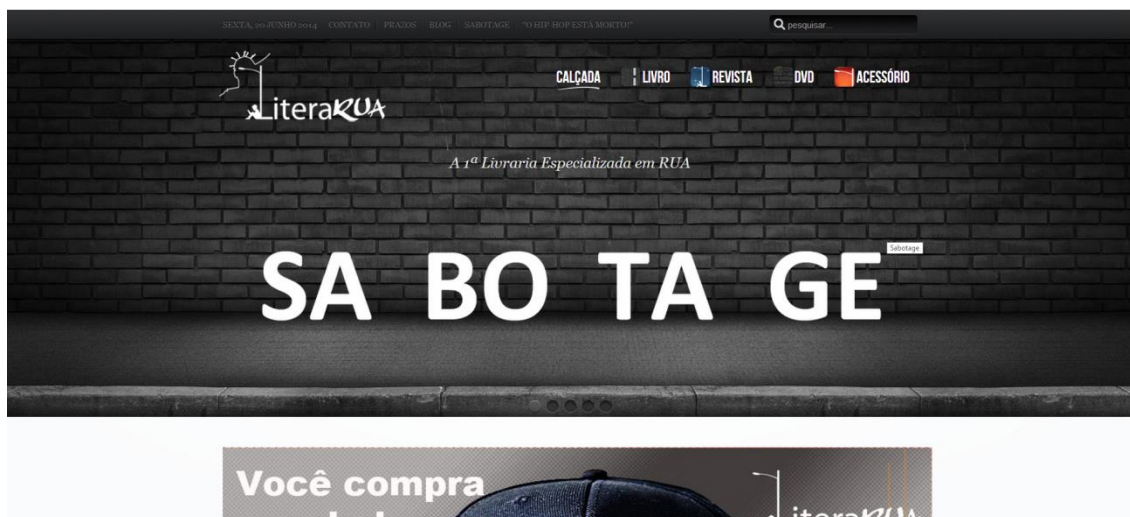 SEXTA, 20 JUNHO 2014 CONTATO PRAZOS BLOG SABOTAGE "O HIP-HOP ESTÁ MORTO!" pesquisar...
LiteraRUA
CALÇADA LIVRO REVISTA DVD ACESSÓRIO
A 1ª Livraria Especializada em RUA
Sabotage
SA BO TA GE
Você compra
iteraRUA